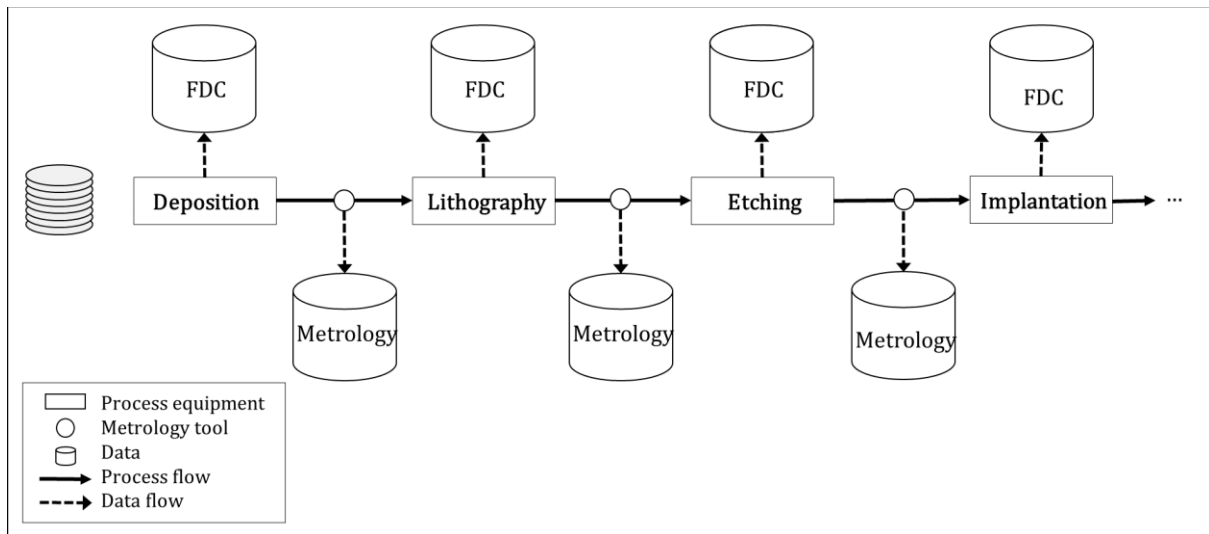 FDC
FDC
FDC
FDC
Deposition
Lithography
Etching
Implantation
...
Metrology
Metrology
Metrology
Process equipment
Metrology tool
Data
Process flow
Data flow